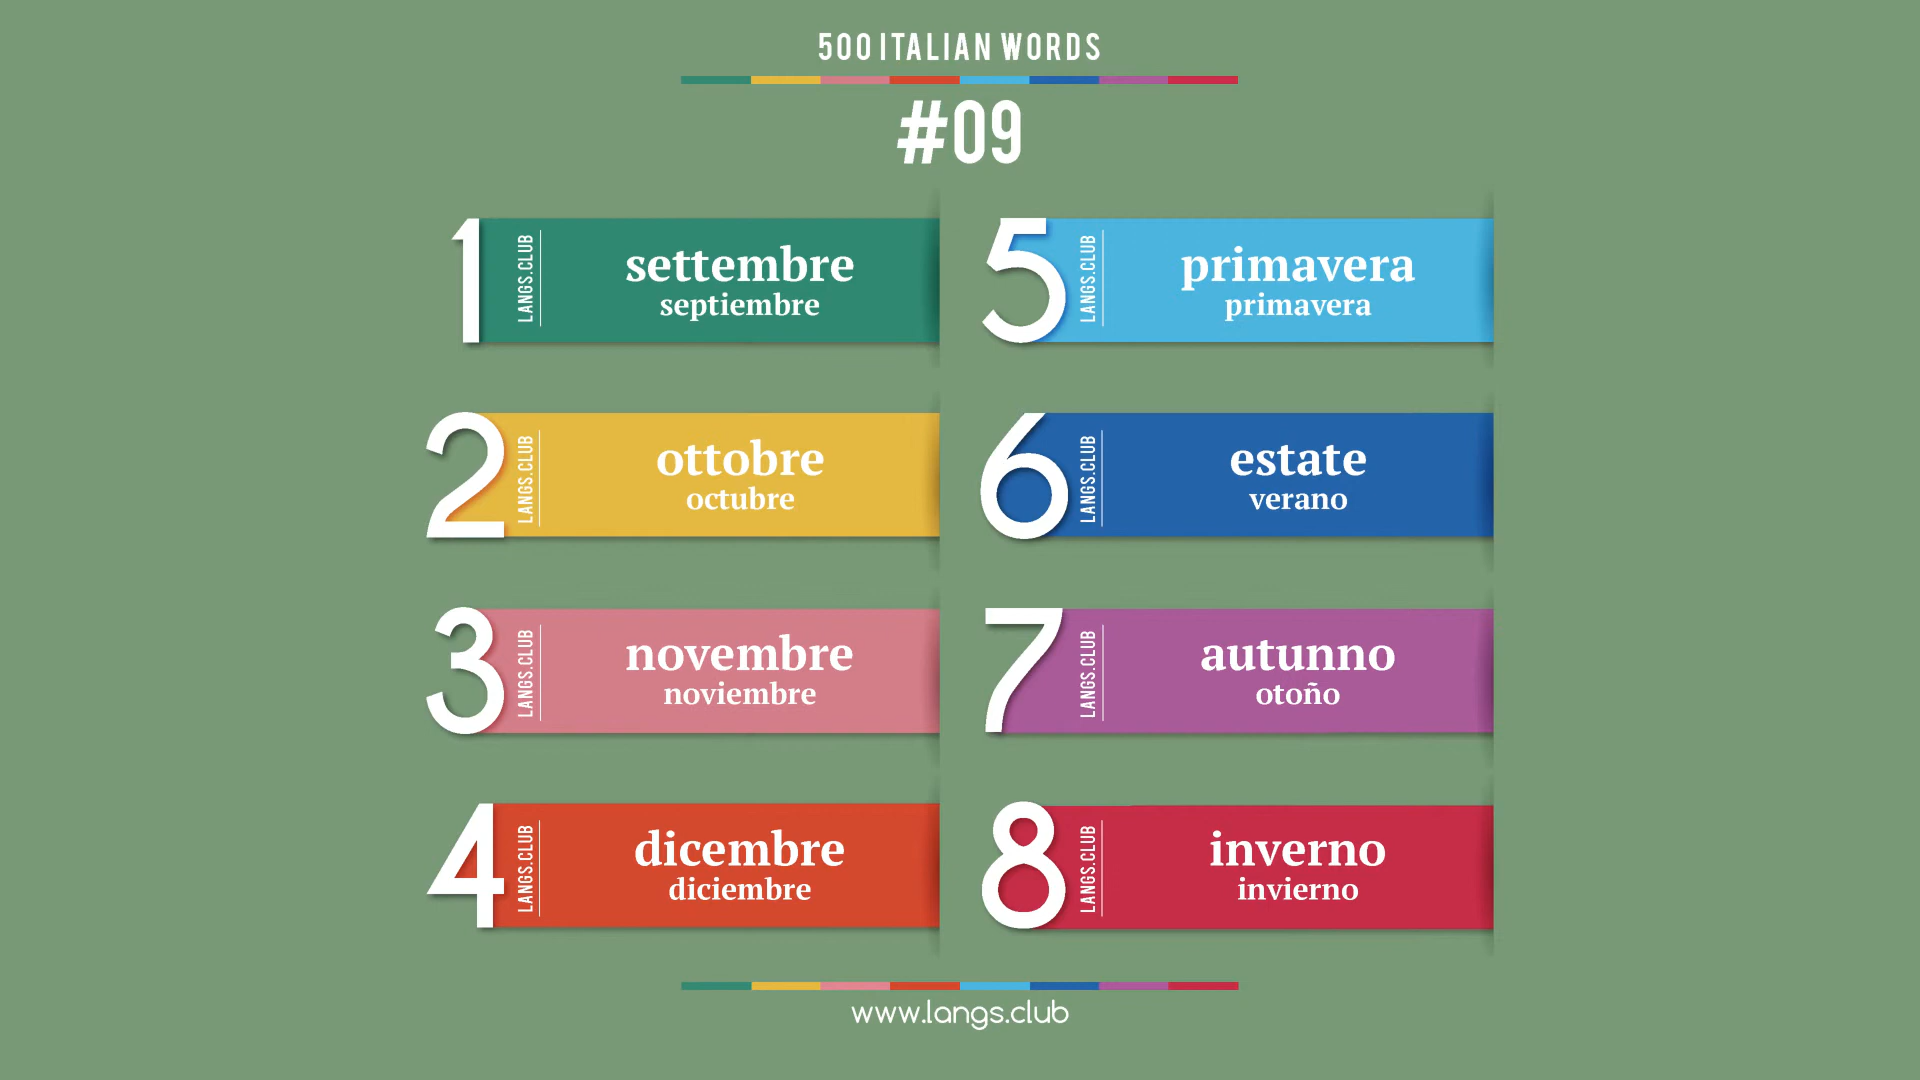 500 ITALIAN WORDS
#09
1
LANGS.CLUB
settembre
septiembre
2
LANGS.CLUB
ottobre
octubre
3
LANGS.CLUB
novembre
noviembre
4
LANGS.CLUB
dicembre
diciembre
5
LANGS.CLUB
primavera
primavera
6
LANGS.CLUB
estate
verano
7
LANGS.CLUB
autunno
otoño
8
LANGS.CLUB
inverno
invierno
www.langs.club